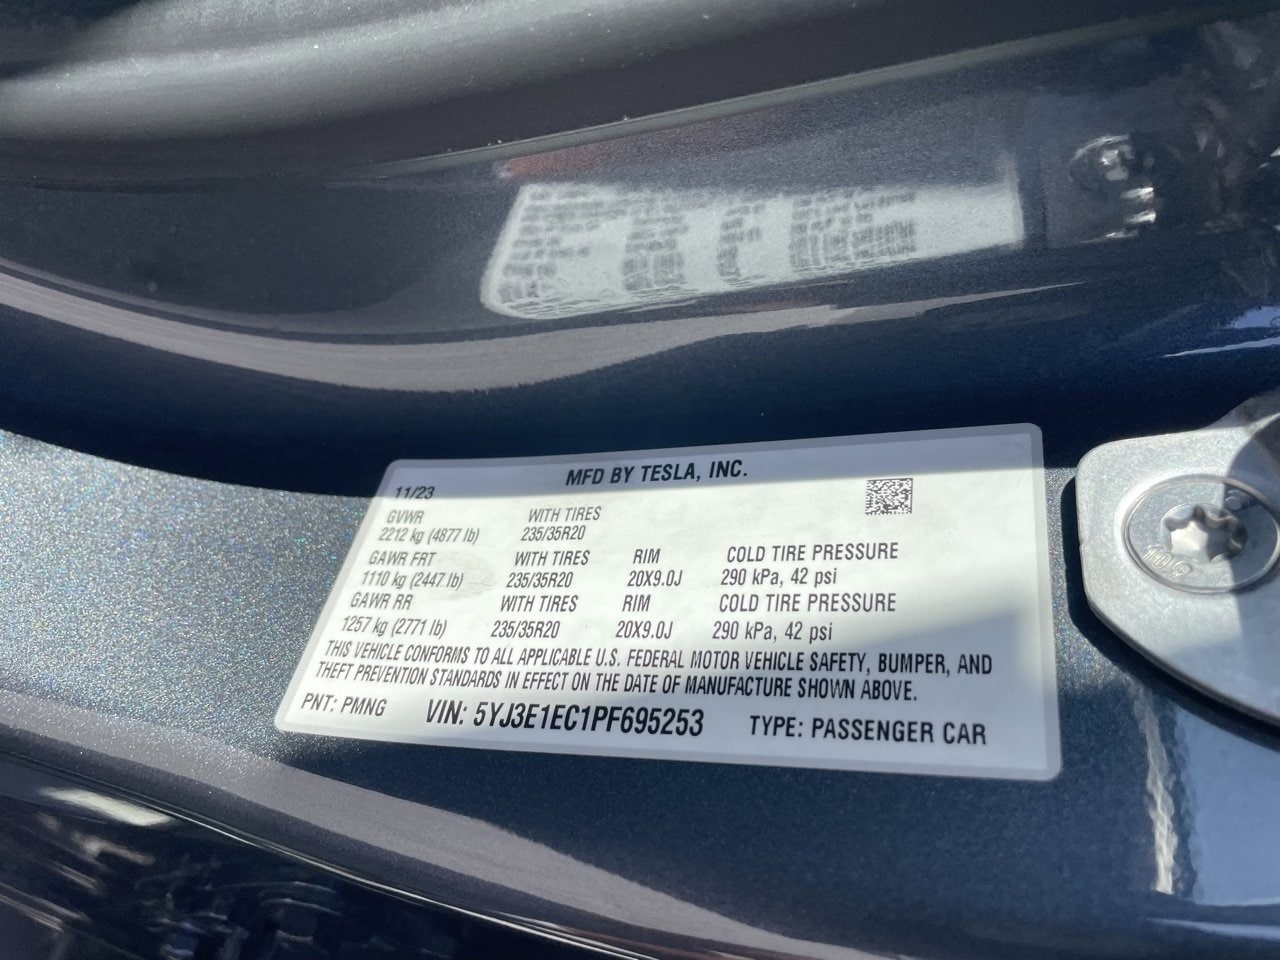 MFD BY TESLA, INC.
11/23
GVWR WITH TIRES
2212 kg (4877 lb) 235/35R20
GAWR FRT WITH TIRES RIM COLD TIRE PRESSURE
1110 kg (2447 lb) 235/35R20 20X9.0J 290 kPa, 42 psi
GAWR RR WITH TIRES RIM COLD TIRE PRESSURE
1257 kg (2771 lb) 235/35R20 20X9.0J 290 kPa, 42 psi
THIS VEHICLE CONFORMS TO ALL APPLICABLE U.S. FEDERAL MOTOR VEHICLE SAFETY, BUMPER, AND
THEFT PREVENTION STANDARDS IN EFFECT ON THE DATE OF MANUFACTURE SHOWN ABOVE.
PNT: PMNG VIN: 5YJ3E1EC1PF695253 TYPE: PASSENGER CAR